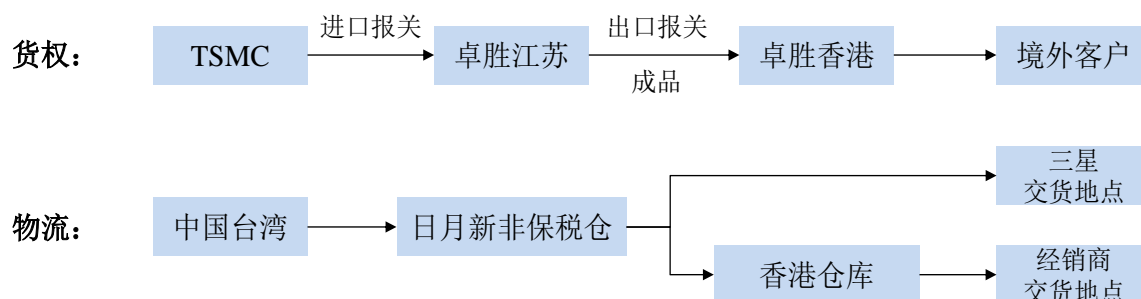 货权：
TSMC
进口报关
卓胜江苏
出口报关
成品
卓胜香港
境外客户
物流：
中国台湾
日月新非保税仓
三星
交货地点
香港仓库
经销商
交货地点